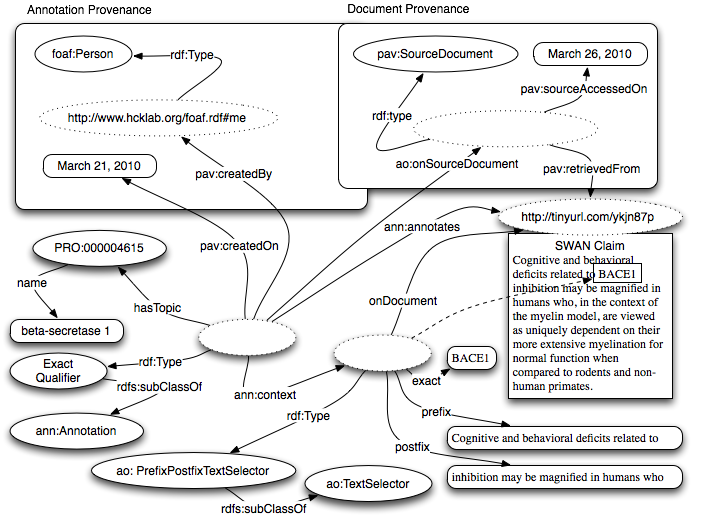 Annotation Provenance
Document Provenance
foaf:Person
rdf:Type
http://www.hcklab.org/foaf.rdf#me
March 21, 2010
pav:createdBy
pav:createdOn
pav:SourceDocument
March 26, 2010
pav:sourceAccessedOn
rdf:type
ao:onSourceDocument
pav:retrievedFrom
ann:annotates
http://tinyurl.com/ykjn87p
PRO:000004615
name
hasTopic
beta-secretase 1
onDocument
SWAN Claim
Cognitive and behavioral
deficits related to BACE1
inhibition may be magnified in
humans who, in the context of
the myelin model, are viewed
as uniquely dependent on their
more extensive myelination for
normal function when
compared to rodents and non-
human primates.
Exact
Qualifier
rdf:Type
rdfs:subClassOf
ann:Annotation
ann:context
BACE1
exact
rdf:Type
prefix
postfix
Cognitive and behavioral deficits related to
ao: PrefixPostfixTextSelector
rdfs:subClassOf
ao:TextSelector
inhibition may be magnified in humans who